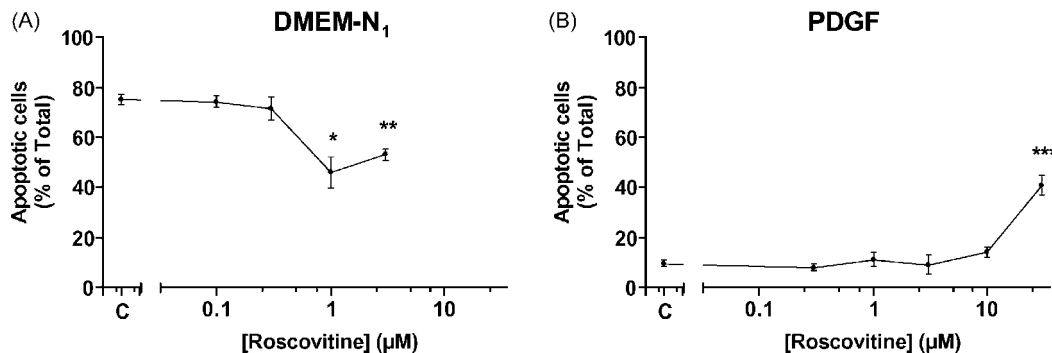 (A)
DMEM-N₁
Apoptotic cells
(% of Total)
100
80
60
40
20
0
*
**
C
0.1
1
10
[Roscovitine] (µM)
(B)
PDGF
Apoptotic cells
(% of Total)
100
80
60
40
20
0
***
C
0.1
1
10
[Roscovitine] (µM)